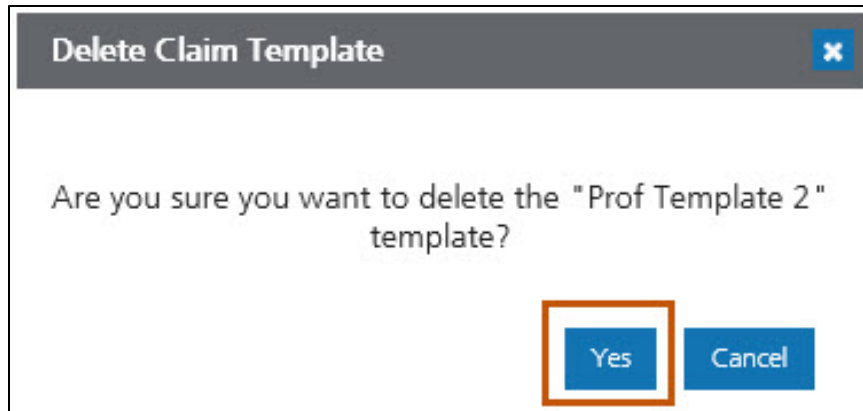 Delete Claim Template
Are you sure you want to delete the "Prof Template 2"
template?
Yes
Cancel